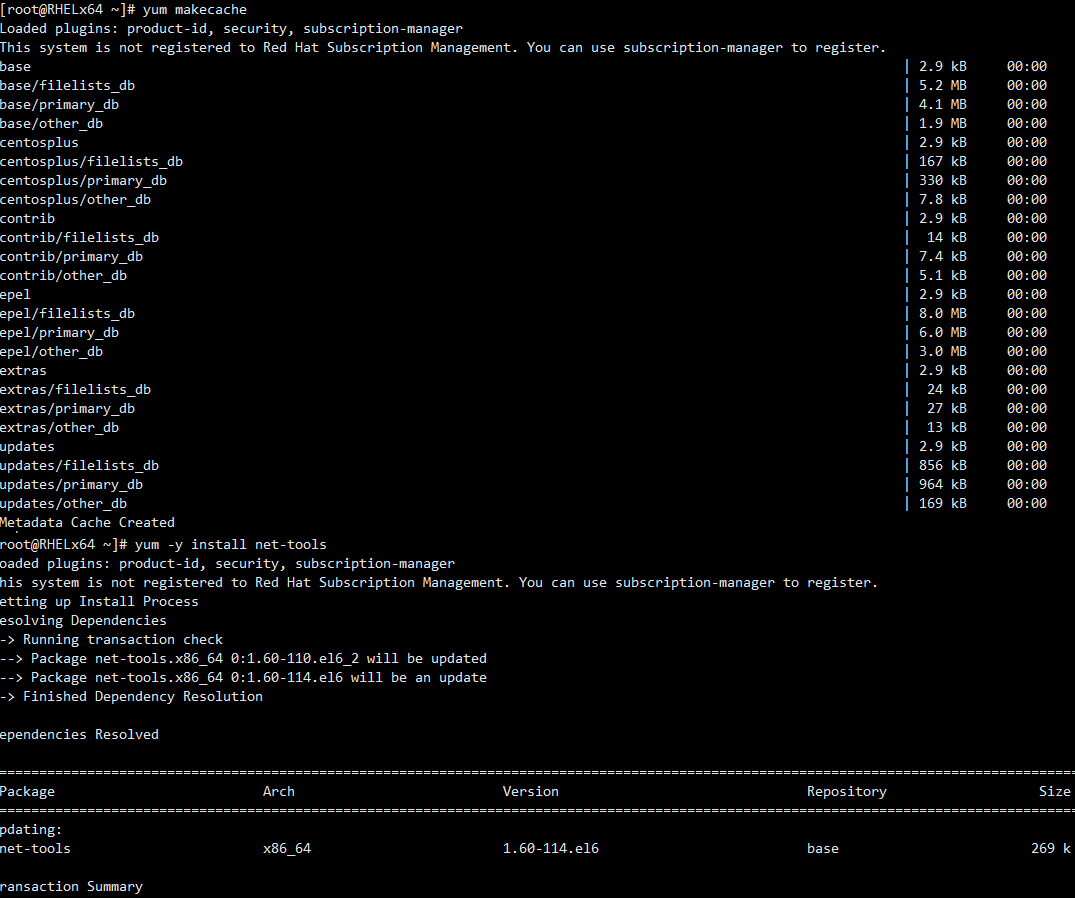 [root@RHELx64 ~]# yum makecache
Loaded plugins: product-id, security, subscription-manager
This system is not registered to Red Hat Subscription Management. You can use subscription-manager to register.
base | 2.9 kB 00:00
base/filelists_db | 5.2 MB 00:00
base/primary_db | 4.1 MB 00:00
base/other_db | 1.9 MB 00:00
centosplus | 2.9 kB 00:00
centosplus/filelists_db | 167 kB 00:00
centosplus/primary_db | 330 kB 00:00
centosplus/other_db | 7.8 kB 00:00
contrib | 2.9 kB 00:00
contrib/filelists_db | 14 kB 00:00
contrib/primary_db | 7.4 kB 00:00
contrib/other_db | 5.1 kB 00:00
epel | 2.9 kB 00:00
epel/filelists_db | 8.0 MB 00:00
epel/primary_db | 6.0 MB 00:00
epel/other_db | 3.0 MB 00:00
extras | 2.9 kB 00:00
extras/filelists_db | 24 kB 00:00
extras/primary_db | 27 kB 00:00
extras/other_db | 13 kB 00:00
updates | 2.9 kB 00:00
updates/filelists_db | 856 kB 00:00
updates/primary_db | 964 kB 00:00
updates/other_db | 169 kB 00:00
Metadata Cache Created
root@RHELx64 ~]# yum -y install net-tools
oaded plugins: product-id, security, subscription-manager
his system is not registered to Red Hat Subscription Management. You can use subscription-manager to register.
etting up Install Process
esolving Dependencies
-> Running transaction check
--> Package net-tools.x86_64 0:1.60-110.el6_2 will be updated
--> Package net-tools.x86_64 0:1.60-114.el6 will be an update
-> Finished Dependency Resolution
ependencies Resolved
================================================================================
Package Arch Version Repository Size
================================================================================
pdating:
net-tools x86_64 1.60-114.el6 base 269 k
ransaction Summary